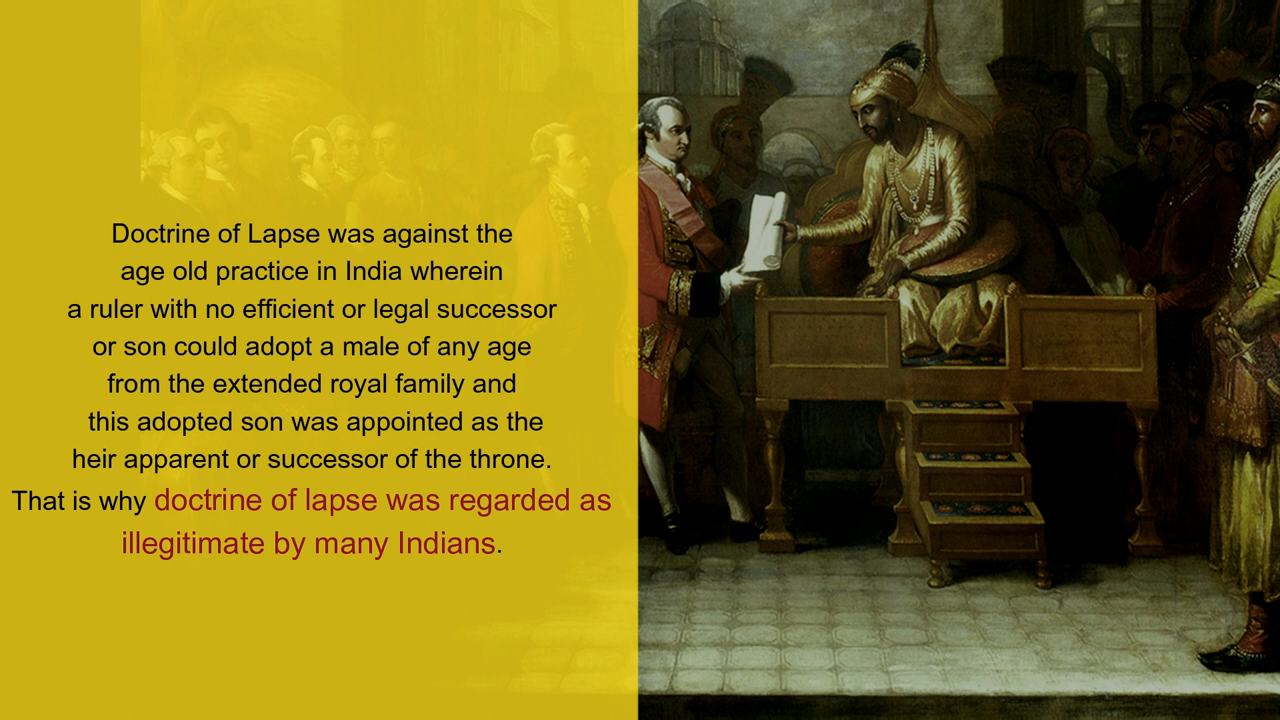 Doctrine of Lapse was against the
age old practice in India wherein
a ruler with no efficient or legal successor
or son could adopt a male of any age
from the extended royal family and
this adopted son was appointed as the
heir apparent or successor of the throne.
That is why doctrine of lapse was regarded as
illegitimate by many Indians.